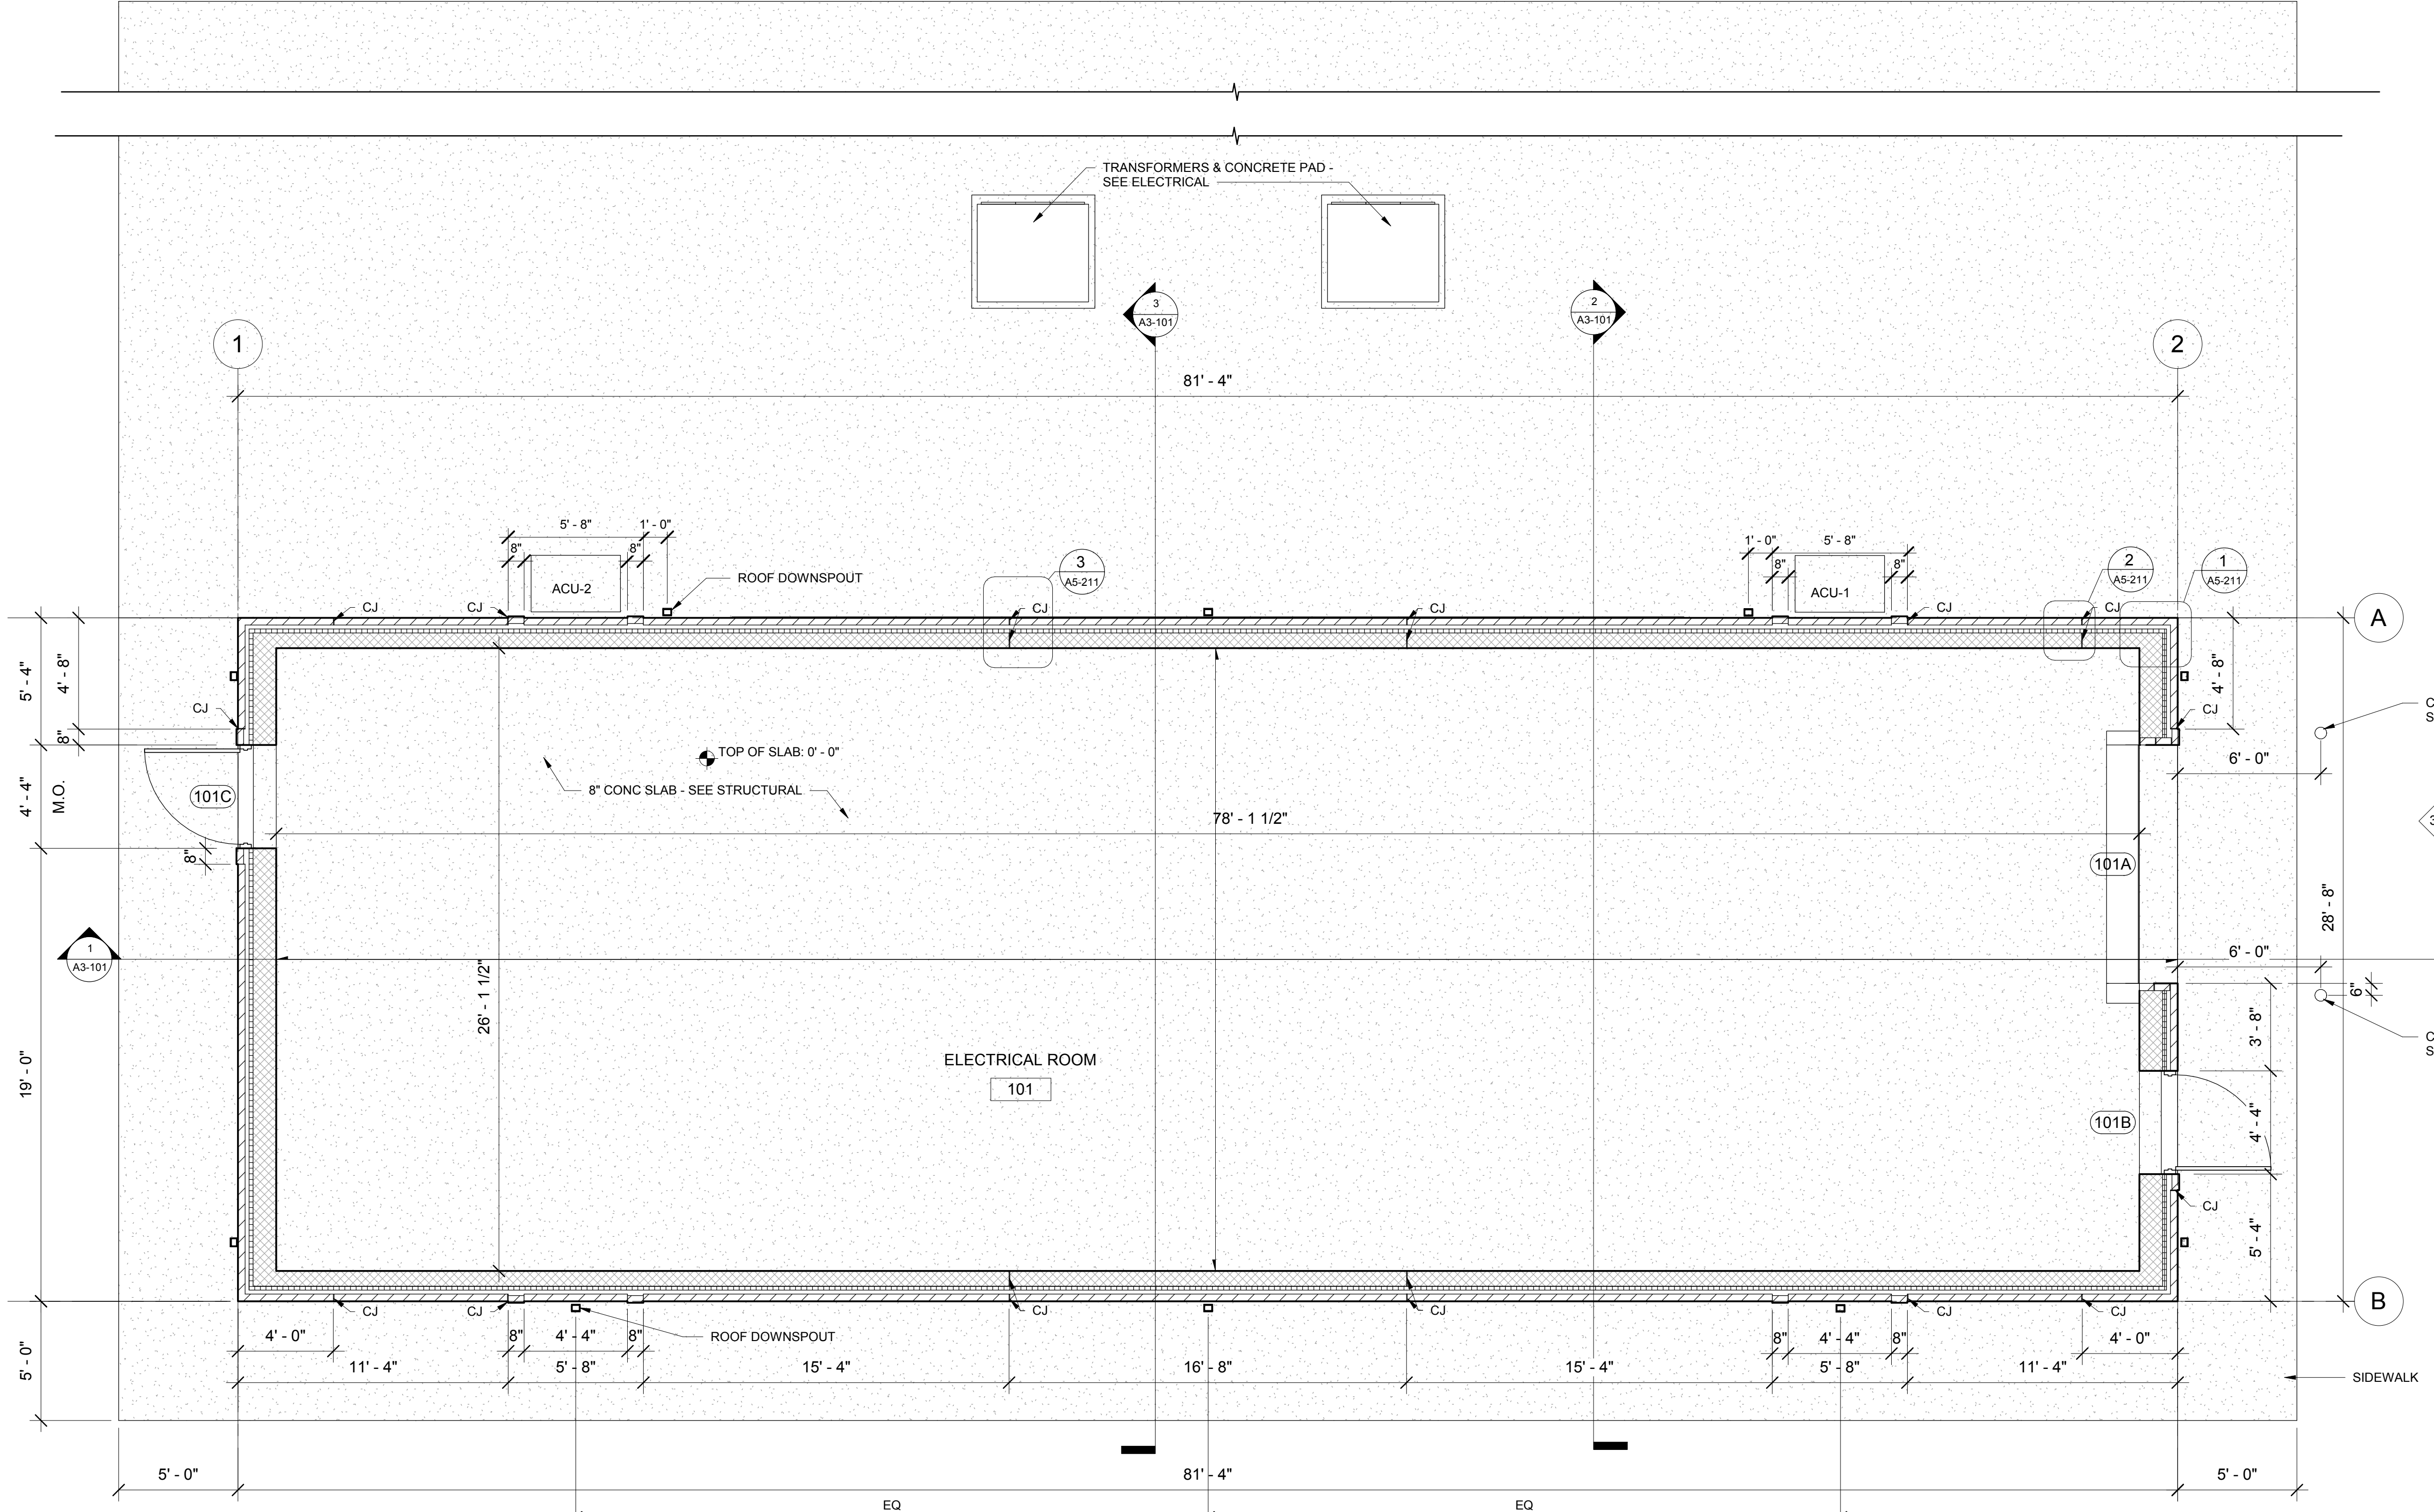 TRANSFORMERS & CONCRETE PAD -
SEE ELECTRICAL
3
A3-101
2
A3-101
1
2
81' - 4"
5' - 8"
1' - 0"
8"
8"
ACU-2
ROOF DOWNSPOUT
3
A5-211
1' - 0"
5' - 8"
8"
8"
ACU-1
2
A5-211
1
A5-211
CJ
CJ
CJ
CJ
CJ
CJ
A
5' - 4"
4' - 8"
8"
4' - 8"
CJ
CJ
C
S
TOP OF SLAB: 0' - 0"
8" CONC SLAB - SEE STRUCTURAL
6' - 0"
101C
4' - 4"
M.O.
8"
78' - 1 1/2"
3
101A
28' - 8"
1
A3-101
26' - 1 1/2"
6' - 0"
6"
C
S
3' - 8"
ELECTRICAL ROOM
101
19' - 0"
101B
4' - 4"
CJ
5' - 4"
B
CJ
CJ
CJ
CJ
CJ
CJ
ROOF DOWNSPOUT
4' - 0"
8"
4' - 4"
8"
8"
4' - 4"
8"
4' - 0"
11' - 4"
5' - 8"
15' - 4"
16' - 8"
15' - 4"
5' - 8"
11' - 4"
5' - 0"
SIDEWALK
5' - 0"
81' - 4"
5' - 0"
EQ
EQ